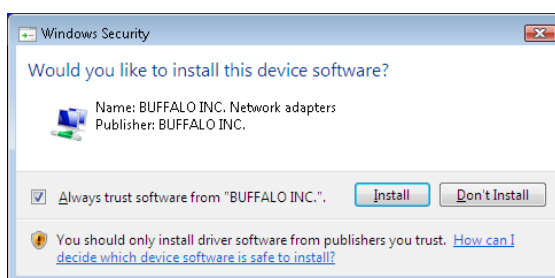 Windows Security
Would you like to install this device software?
Name: BUFFALO INC. Network adapters
Publisher: BUFFALO INC.
Always trust software from "BUFFALO INC.".
Install
Don't Install
You should only install driver software from publishers you trust. How can I
decide which device software is safe to install?